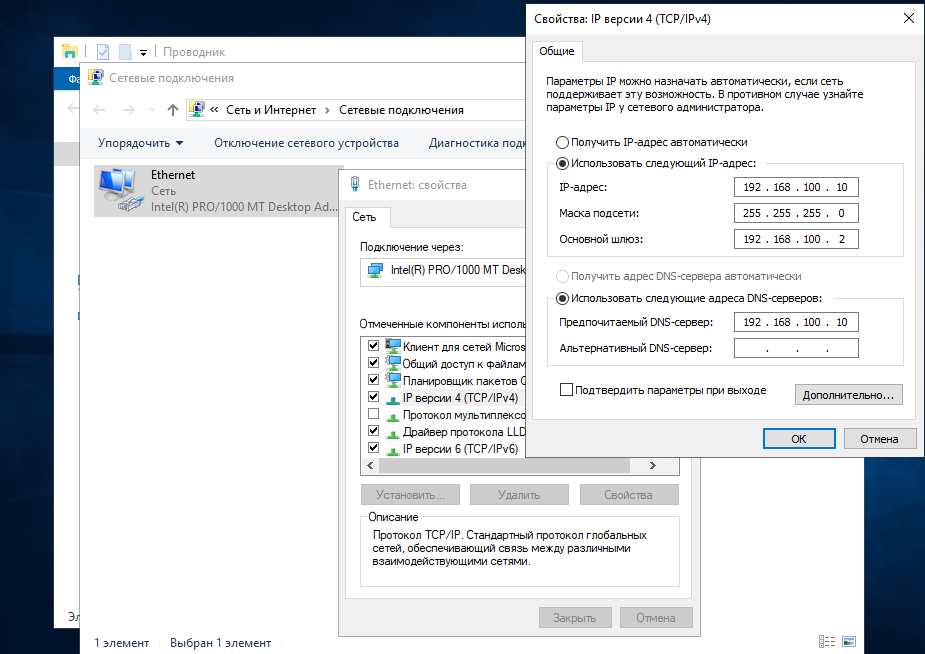 Проводник
Фа
Сетевые подключения
« Сеть и Интернет › Сетевые подключения
Упорядочить Отключение сетевого устройства Диагностика подк
Ethernet
Сеть
Intel(R) PRO/1000 MT Desktop Ad...
1 элемент Выбран 1 элемент
Эл
Ethernet: свойства
Сеть
Подключение через:
Intel(R) PRO/1000 MT Desk
Отмеченные компоненты исполь
Клиент для сетей Micros
Общий доступ к файлам
Планировщик пакетов Q
IP версии 4 (TCP/IPv4)
Протокол мультиплексо
Драйвер протокола LLD
IP версии 6 (TCP/IPv6)
Установить... Удалить Свойства
Описание
Протокол TCP/IP. Стандартный протокол глобальных
сетей, обеспечивающий связь между различными
взаимодействующими сетями.
Закрыть Отмена
Свойства: IP версии 4 (TCP/IPv4)
Общие
Параметры IP можно назначать автоматически, если сеть
поддерживает эту возможность. В противном случае узнайте
параметры IP у сетевого администратора.
Получить IP-адрес автоматически
Использовать следующий IP-адрес:
IP-адрес: 192 . 168 . 100 . 10
Маска подсети: 255 . 255 . 255 . 0
Основной шлюз: 192 . 168 . 100 . 2
Получить адрес DNS-сервера автоматически
Использовать следующие адреса DNS-серверов:
Предпочитаемый DNS-сервер: 192 . 168 . 100 . 10
Альтернативный DNS-сервер: . . .
Подтвердить параметры при выходе
Дополнительно...
ОК Отмена